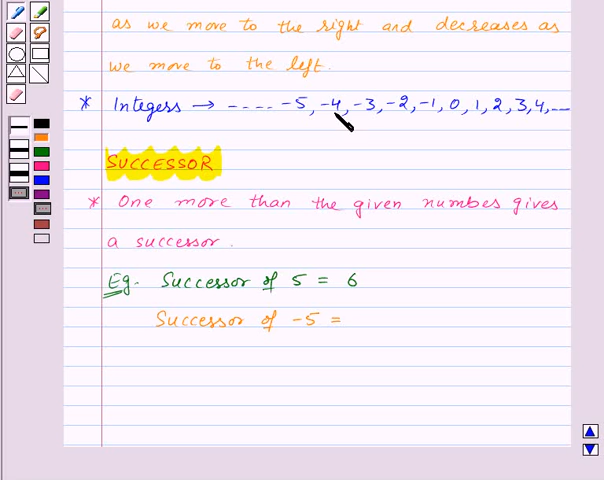 as we move to the right and decreases as
we move to the left.
* Integers → ---- -5, -4, -3, -2, -1, 0, 1, 2, 3, 4, ---
SUCCESSOR
* One more than the given number gives
a successor.
Eg. Successor of 5 = 6
Successor of -5 =